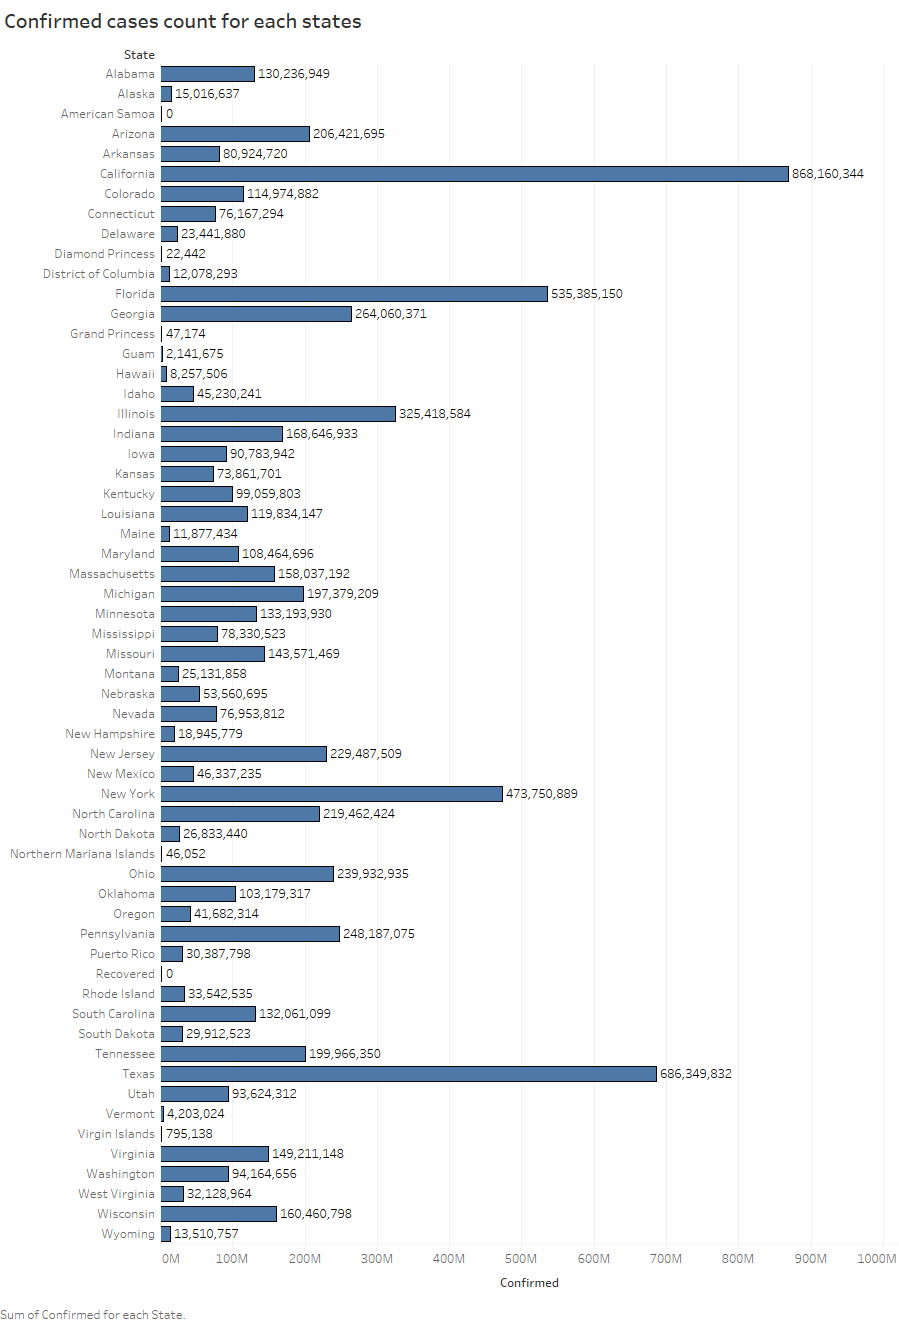 Confirmed cases count for each states
State
Alabama 130,236,949
Alaska 15,016,637
American Samoa 0
Arizona 206,421,695
Arkansas 80,924,720
California 868,160,344
Colorado 114,974,882
Connecticut 76,167,294
Delaware 23,441,880
Diamond Princess 22,442
District of Columbia 12,078,293
Florida 535,385,150
Georgia 264,060,371
Grand Princess 47,174
Guam 2,141,675
Hawaii 8,257,506
Idaho 45,230,241
Illinois 325,418,584
Indiana 168,646,933
Iowa 90,783,942
Kansas 73,861,701
Kentucky 99,059,803
Louisiana 119,834,147
Maine 11,877,434
Maryland 108,464,696
Massachusetts 158,037,192
Michigan 197,379,209
Minnesota 133,193,930
Mississippi 78,330,523
Missouri 143,571,469
Montana 25,131,858
Nebraska 53,560,695
Nevada 76,953,812
New Hampshire 18,945,779
New Jersey 229,487,509
New Mexico 46,337,235
New York 473,750,889
North Carolina 219,462,424
North Dakota 26,833,440
Northern Mariana Islands 46,052
Ohio 239,932,935
Oklahoma 103,179,317
Oregon 41,682,314
Pennsylvania 248,187,075
Puerto Rico 30,387,798
Recovered 0
Rhode Island 33,542,535
South Carolina 132,061,099
South Dakota 29,912,523
Tennessee 199,966,350
Texas 686,349,832
Utah 93,624,312
Vermont 4,203,024
Virgin Islands 795,138
Virginia 149,211,148
Washington 94,164,656
West Virginia 32,128,964
Wisconsin 160,460,798
Wyoming 13,510,757
0M 100M 200M 300M 400M 500M 600M 700M 800M 900M 1000M
Confirmed
Sum of Confirmed for each State.